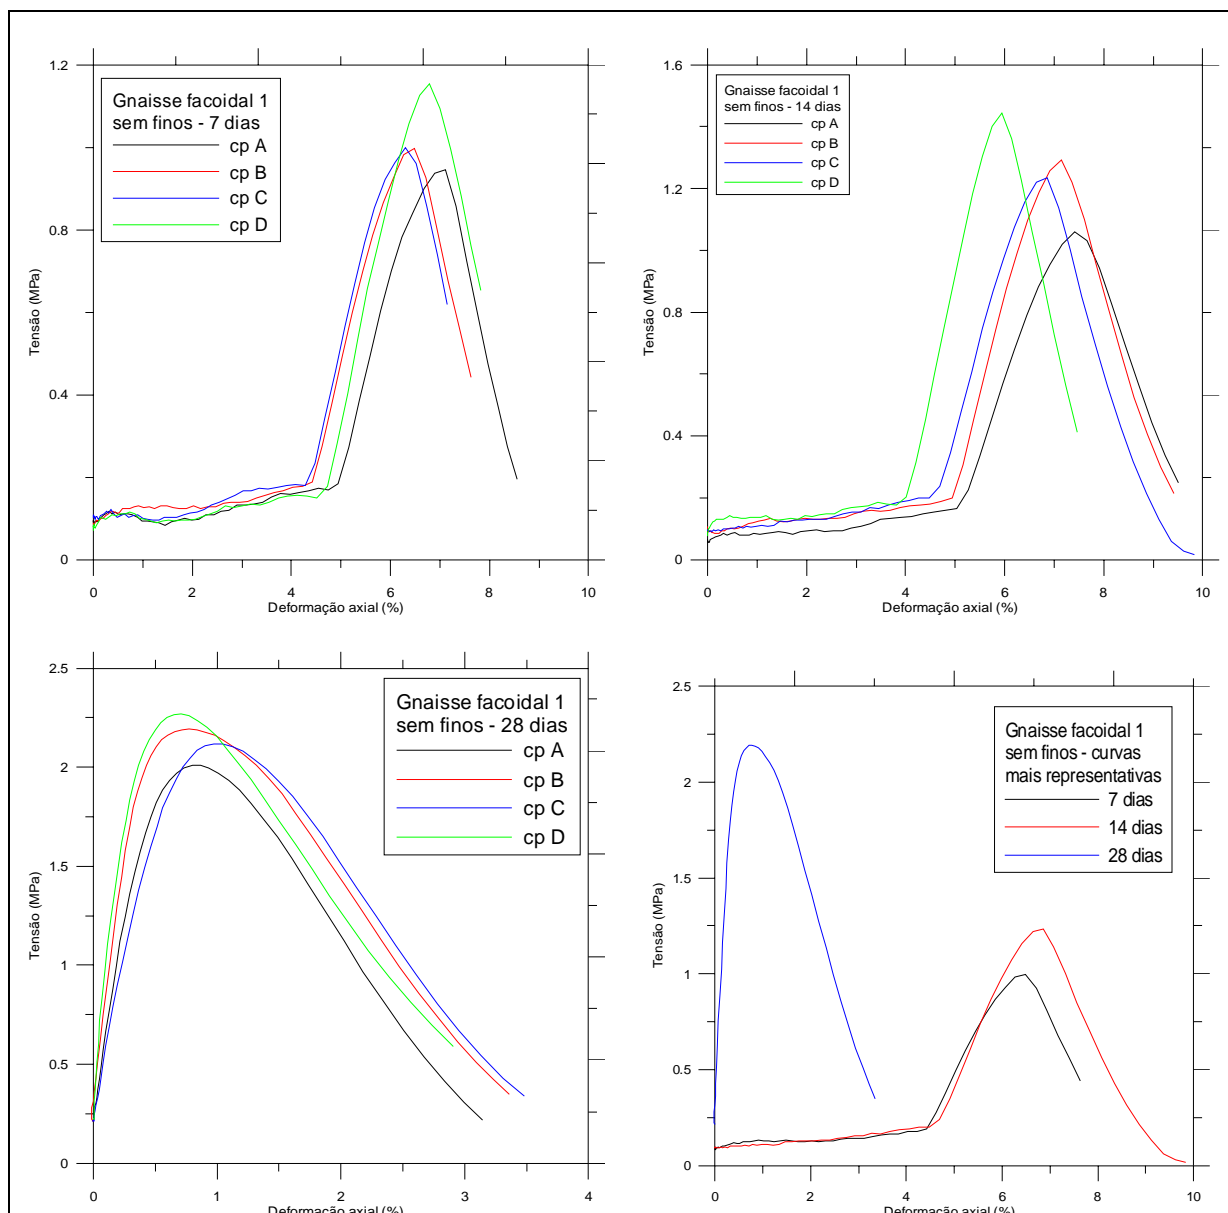 1.2
0.8
0.4
0
Tensão (MPa)
Gnaisse facoidal 1
sem finos - 7 dias
cp A
cp B
cp C
cp D
0 2 4 6 8 10
Deformação axial (%)
1.6
1.2
0.8
0.4
0
Tensão (MPa)
Gnaisse facoidal 1
sem finos - 14 dias
cp A
cp B
cp C
cp D
0 2 4 6 8 10
Deformação axial (%)
2.5
2
1.5
1
0.5
0
Tensão (MPa)
Gnaisse facoidal 1
sem finos - 28 dias
cp A
cp B
cp C
cp D
0 1 2 3 4
Deformação axial (%)
2.5
2
1.5
1
0.5
0
Tensão (MPa)
Gnaisse facoidal 1
sem finos - curvas
mais representativas
7 dias
14 dias
28 dias
0 2 4 6 8 10
Deformação axial (%)